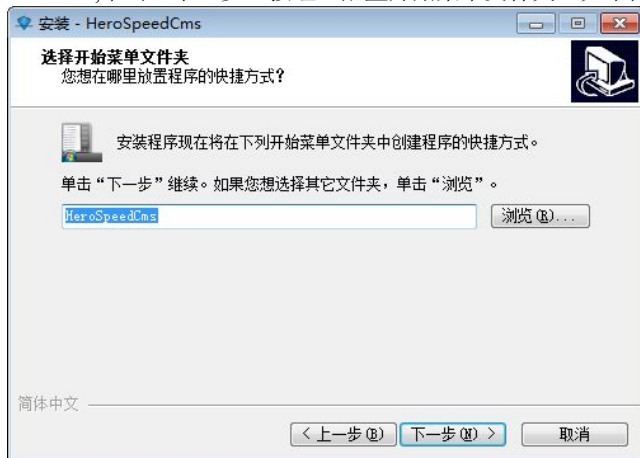 安装 - HeroSpeedCms
选择开始菜单文件夹
您想在哪里放置程序的快捷方式?
安装程序现在将在下列开始菜单文件夹中创建程序的快捷方式。
单击“下一步”继续。如果您想选择其它文件夹，单击“浏览”。
HeroSpeedCms
浏览(R)...
简体中文
< 上一步(B)
下一步(N) >
取消